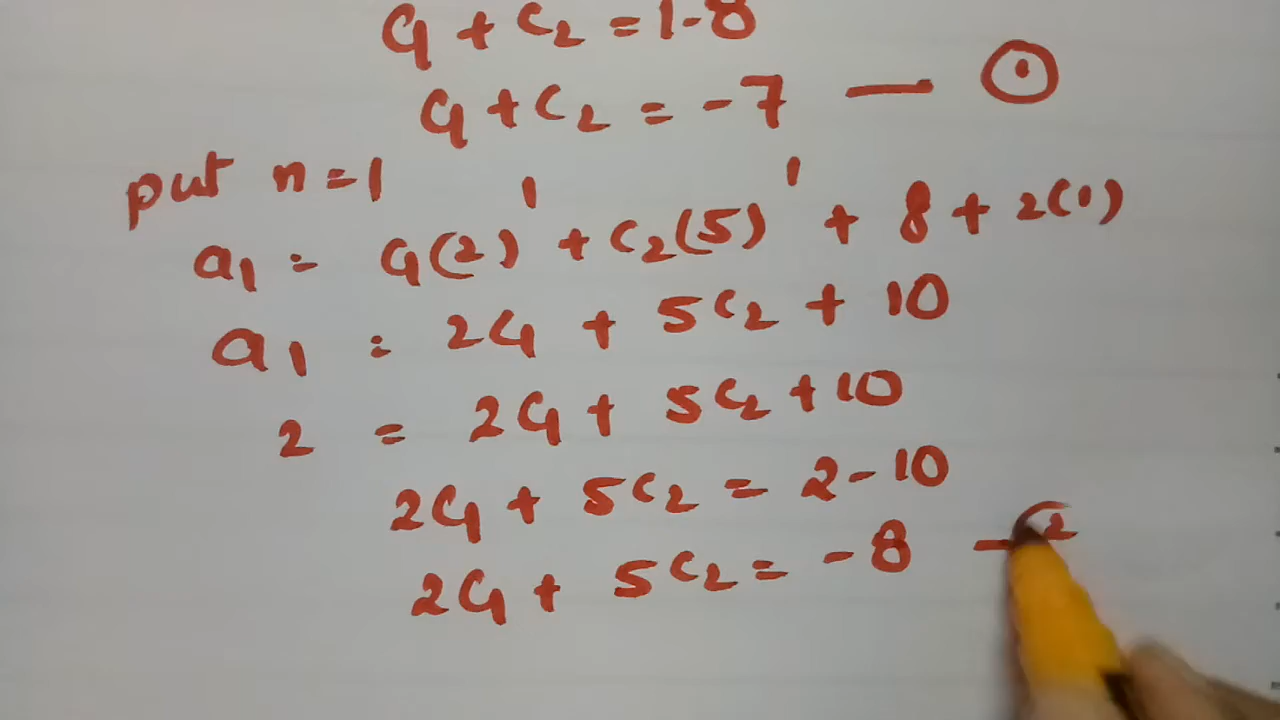 C₁ + C₂ = 1-8
C₁ + C₂ = -7 — ①
put n=1
a₁ = C₁(2)¹ + C₂(5)¹ + 8 + 2(1)
a₁ = 2C₁ + 5C₂ + 10
2 = 2C₁ + 5C₂ + 10
2C₁ + 5C₂ = 2-10
2C₁ + 5C₂ = -8 — 2